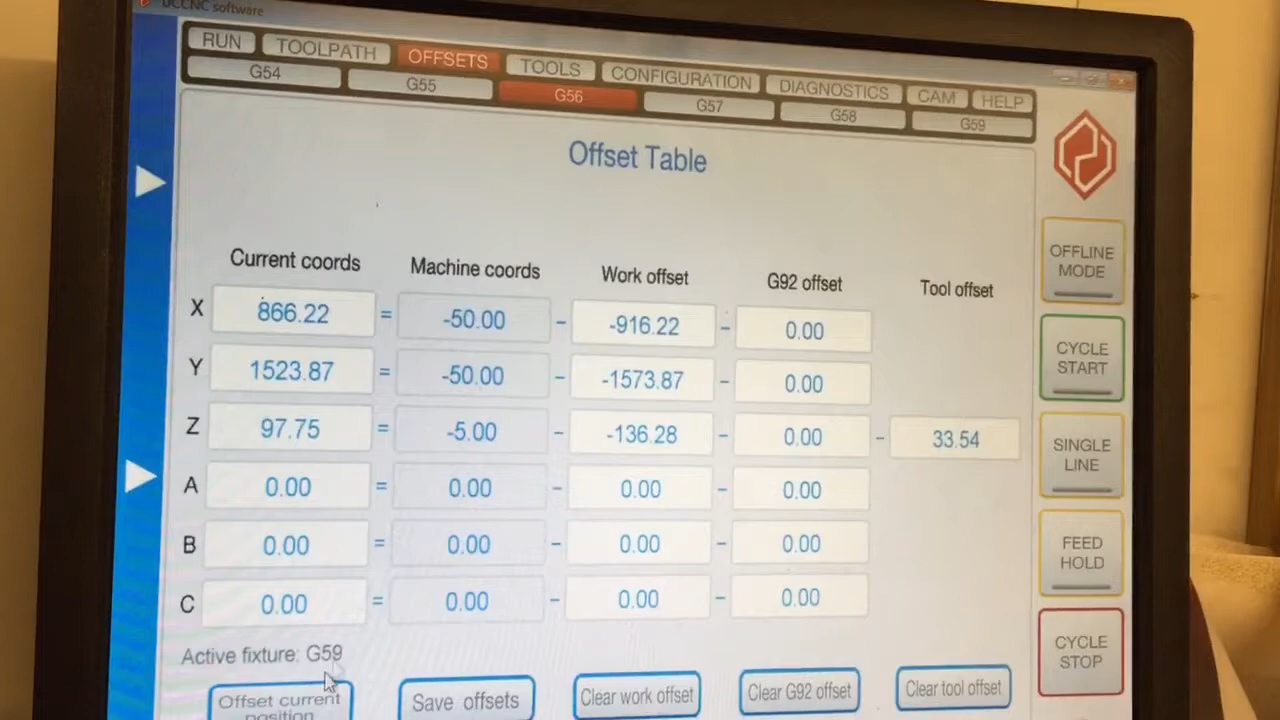 UCCNC software
RUN TOOLPATH OFFSETS TOOLS CONFIGURATION DIAGNOSTICS CAM HELP
G54 G55 G56 G57 G58 G59
Offset Table
Current coords Machine coords Work offset G92 offset Tool offset
X 866.22 = -50.00 - -916.22 - 0.00
Y 1523.87 = -50.00 - -1573.87 - 0.00
Z 97.75 = -5.00 - -136.28 - 0.00 - 33.54
A 0.00 = 0.00 - 0.00 - 0.00
B 0.00 = 0.00 - 0.00 - 0.00
C 0.00 = 0.00 - 0.00 - 0.00
Active fixture: G59
Offset current
position
Save offsets
Clear work offset
Clear G92 offset
Clear tool offset
OFFLINE
MODE
CYCLE
START
SINGLE
LINE
FEED
HOLD
CYCLE
STOP